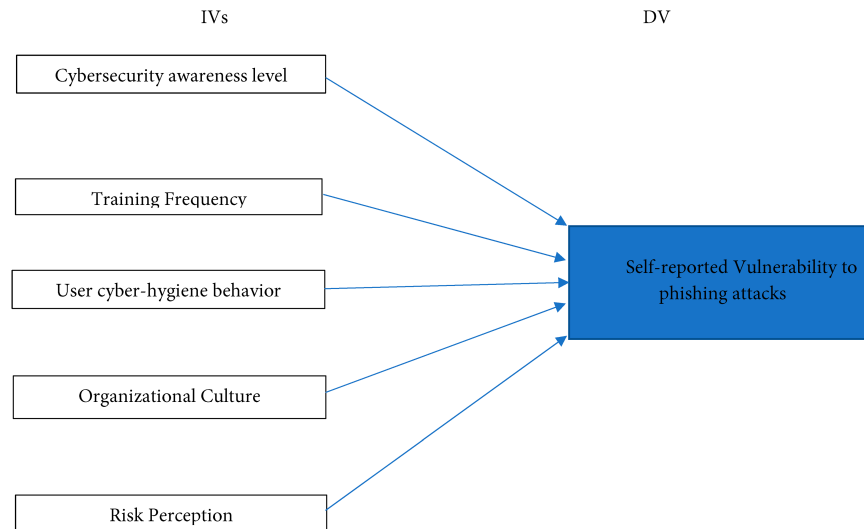 IVs
DV
Cybersecurity awareness level
Training Frequency
User cyber-hygiene behavior
Self-reported Vulnerability to
phishing attacks
Organizational Culture
Risk Perception